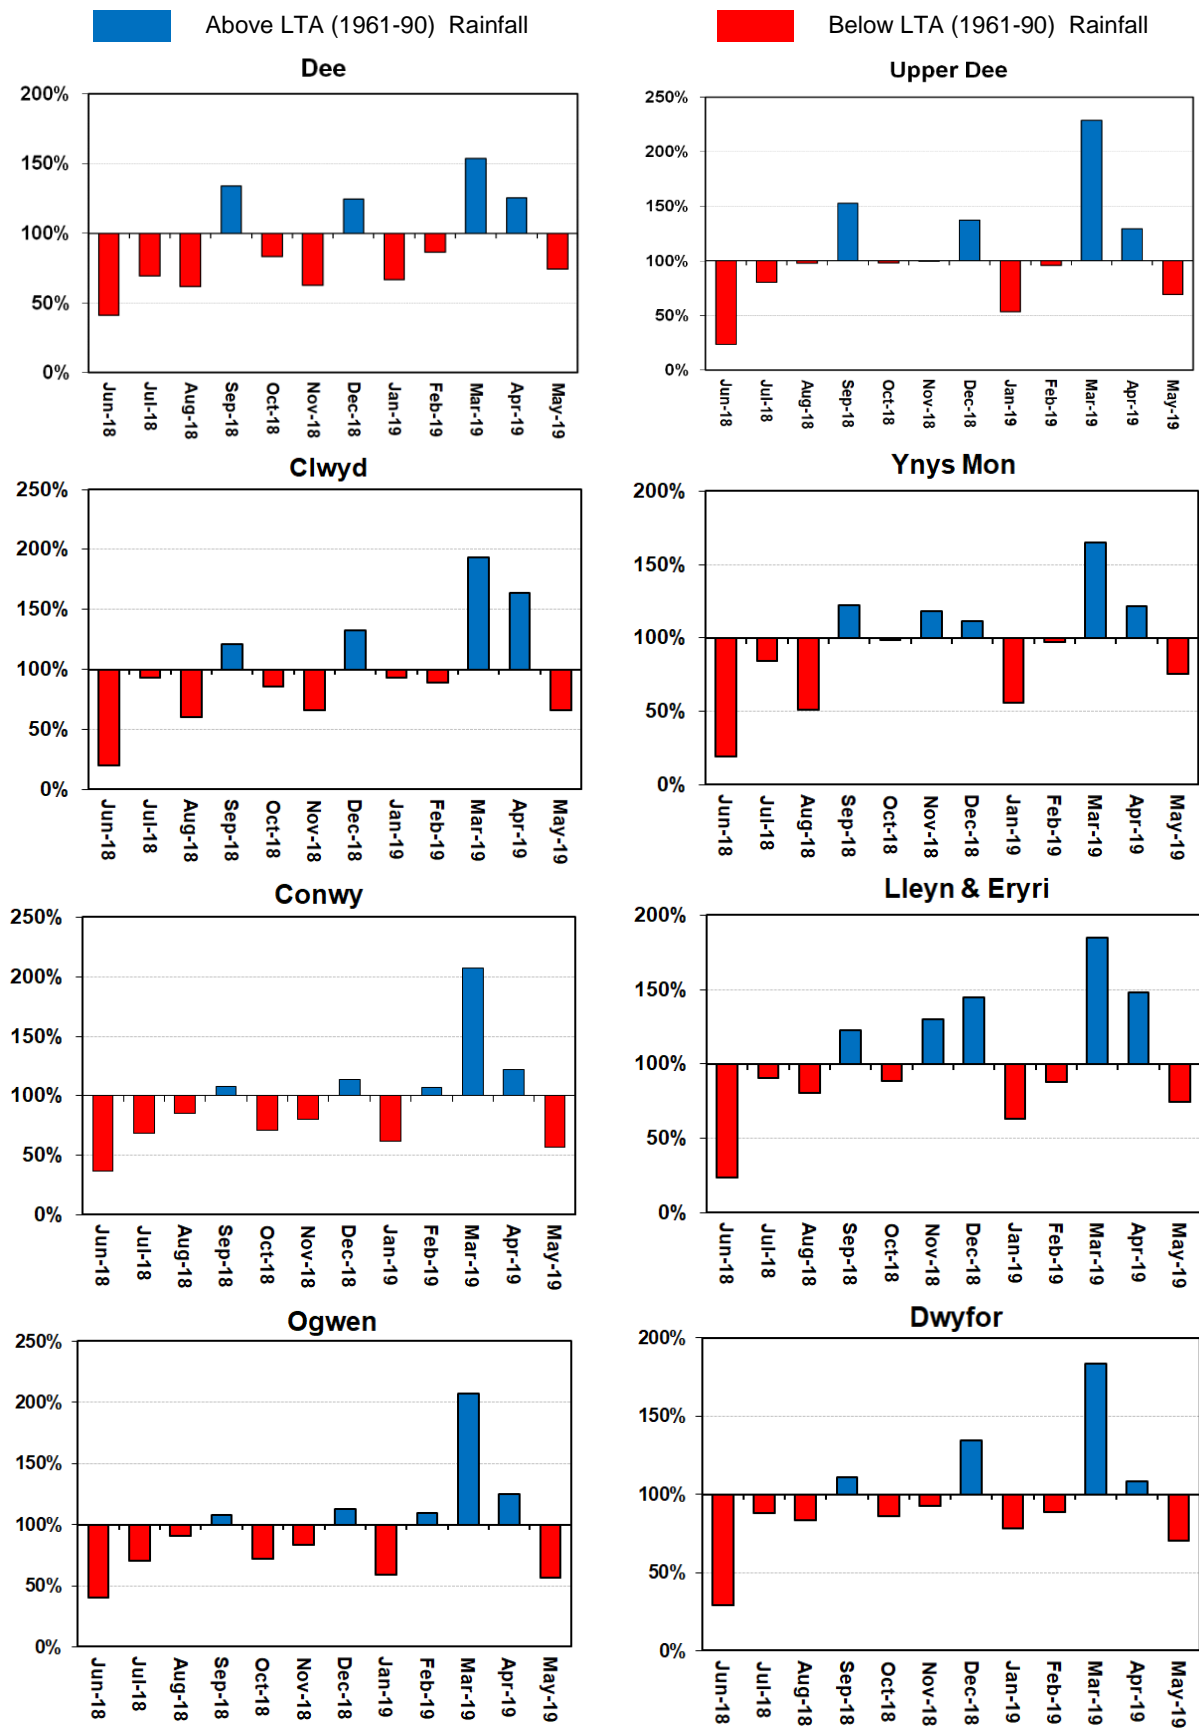 Above LTA (1961-90) Rainfall
Below LTA (1961-90) Rainfall
Dee
200%
150%
100%
50%
0%
Jun-18
Jul-18
Aug-18
Sep-18
Oct-18
Nov-18
Dec-18
Jan-19
Feb-19
Mar-19
Apr-19
May-19
Upper Dee
250%
200%
150%
100%
50%
0%
Jun-18
Jul-18
Aug-18
Sep-18
Oct-18
Nov-18
Dec-18
Jan-19
Feb-19
Mar-19
Apr-19
May-19
Clwyd
250%
200%
150%
100%
50%
0%
Jun-18
Jul-18
Aug-18
Sep-18
Oct-18
Nov-18
Dec-18
Jan-19
Feb-19
Mar-19
Apr-19
May-19
Ynys Mon
200%
150%
100%
50%
0%
Jun-18
Jul-18
Aug-18
Sep-18
Oct-18
Nov-18
Dec-18
Jan-19
Feb-19
Mar-19
Apr-19
May-19
Conwy
250%
200%
150%
100%
50%
0%
Jun-18
Jul-18
Aug-18
Sep-18
Oct-18
Nov-18
Dec-18
Jan-19
Feb-19
Mar-19
Apr-19
May-19
Lleyn & Eryri
200%
150%
100%
50%
0%
Jun-18
Jul-18
Aug-18
Sep-18
Oct-18
Nov-18
Dec-18
Jan-19
Feb-19
Mar-19
Apr-19
May-19
Ogwen
250%
200%
150%
100%
50%
0%
Jun-18
Jul-18
Aug-18
Sep-18
Oct-18
Nov-18
Dec-18
Jan-19
Feb-19
Mar-19
Apr-19
May-19
Dwyfor
200%
150%
100%
50%
0%
Jun-18
Jul-18
Aug-18
Sep-18
Oct-18
Nov-18
Dec-18
Jan-19
Feb-19
Mar-19
Apr-19
May-19